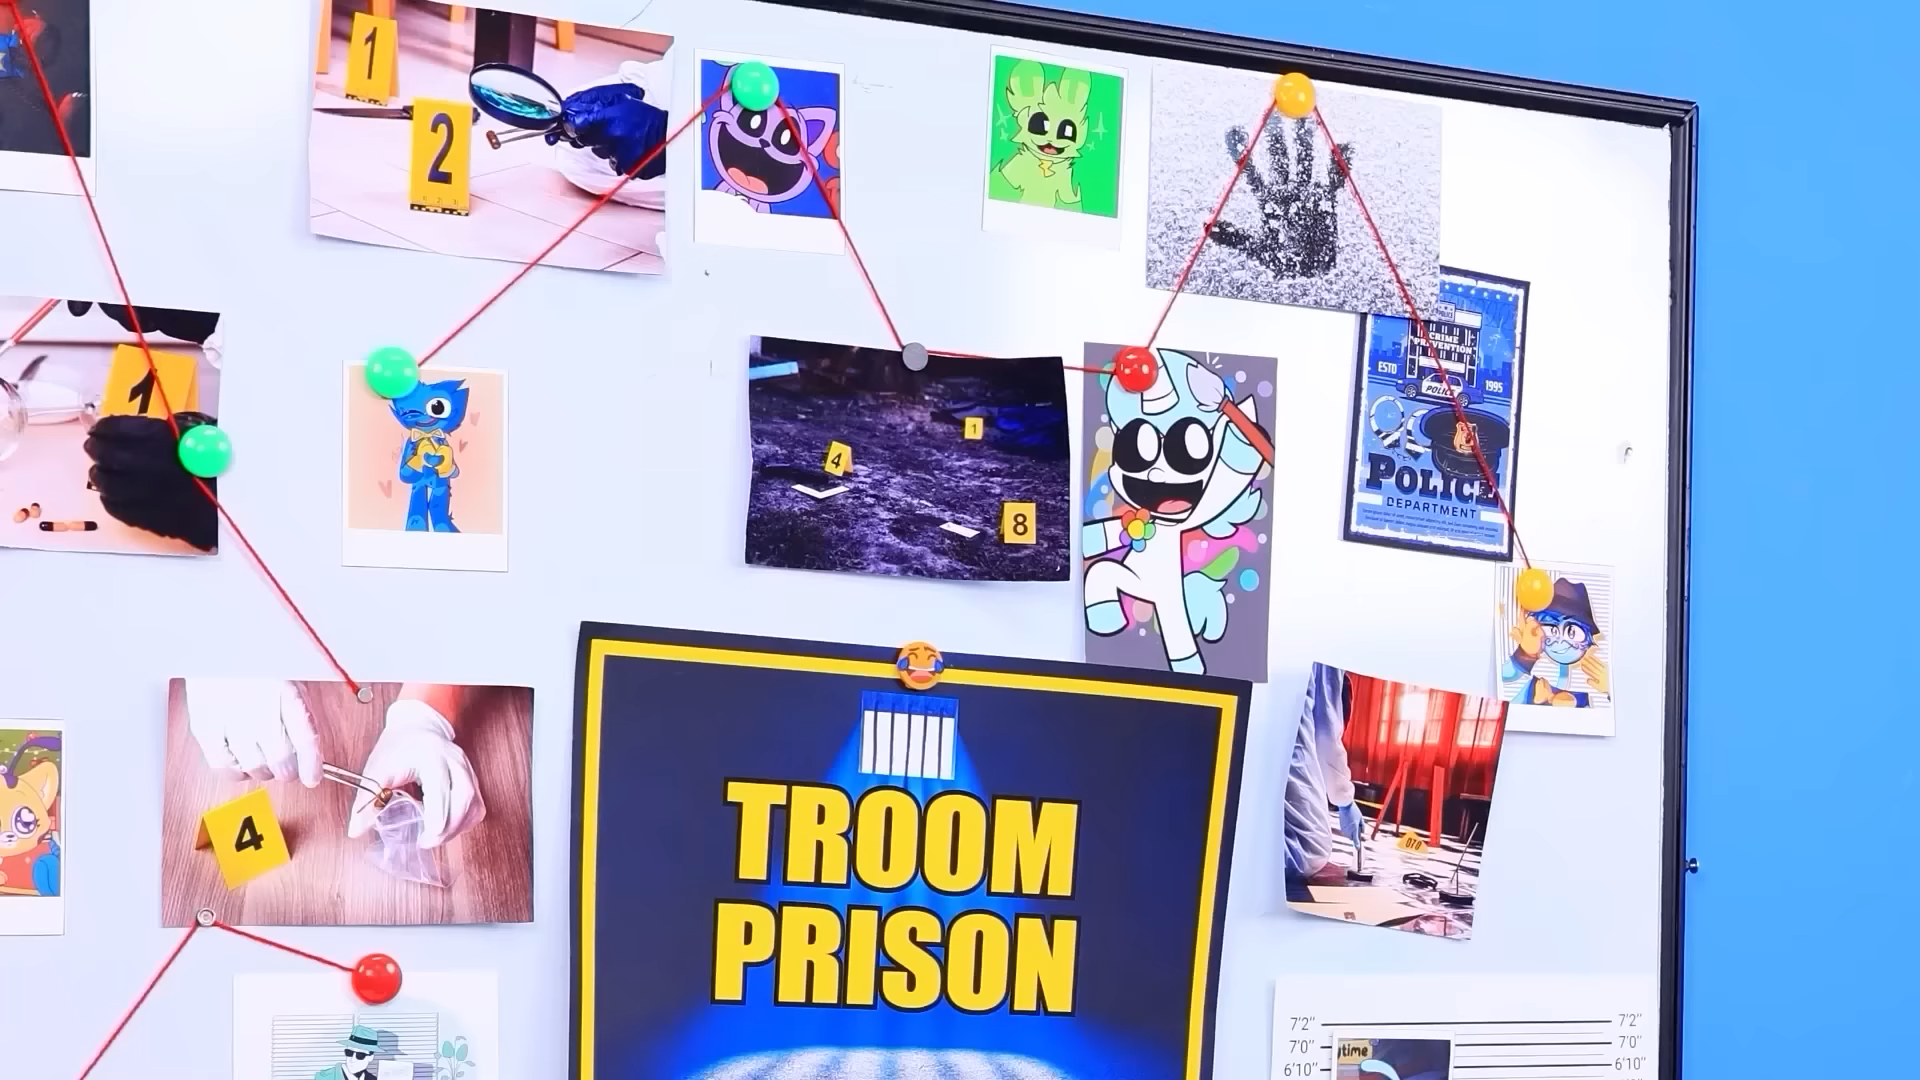 1
2
1
4
1
8
CRIME
PREVENTION
ESTD
1995
POLICE
POLICE
DEPARTMENT
4
TROOM
PRISON
7'2" 7'2"
7'0" 7'0"
6'10" 6'10"
ytime